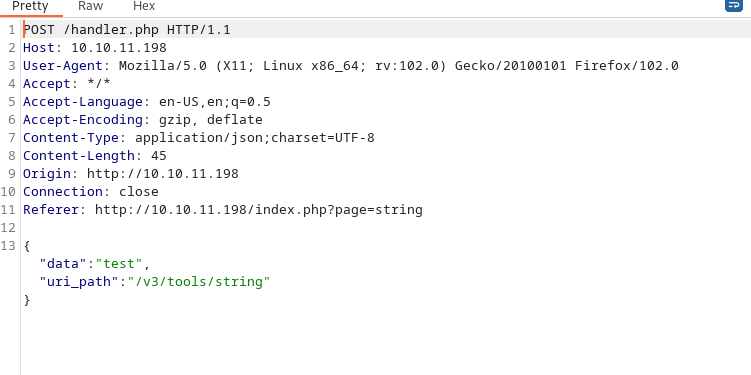 Pretty Raw Hex
1 POST /handler.php HTTP/1.1
2 Host: 10.10.11.198
3 User-Agent: Mozilla/5.0 (X11; Linux x86_64; rv:102.0) Gecko/20100101 Firefox/102.0
4 Accept: */*
5 Accept-Language: en-US,en;q=0.5
6 Accept-Encoding: gzip, deflate
7 Content-Type: application/json;charset=UTF-8
8 Content-Length: 45
9 Origin: http://10.10.11.198
10 Connection: close
11 Referer: http://10.10.11.198/index.php?page=string
12
13 {
"data":"test",
"uri_path":"/v3/tools/string"
}